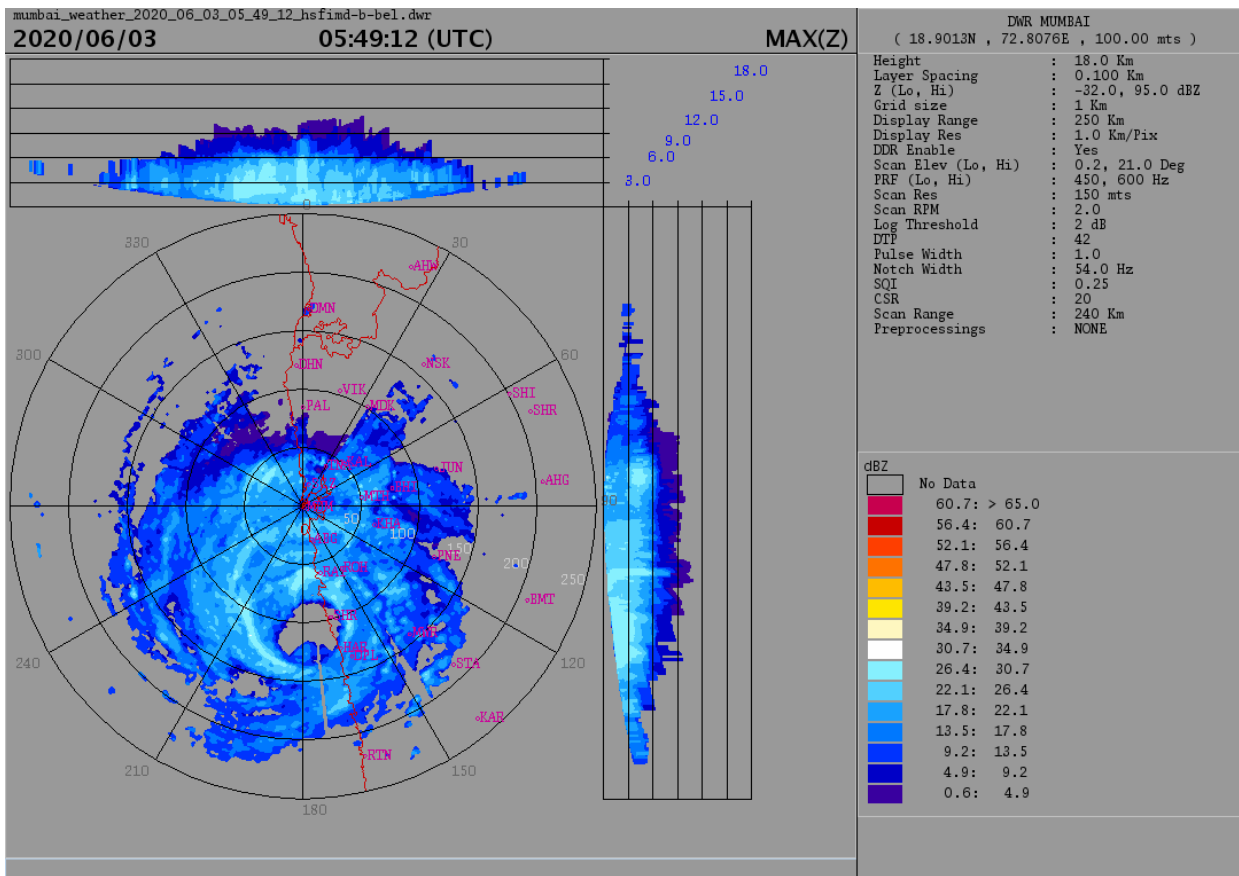 mumbai_weather_2020_06_03_05_49_12_hsfimd-b-bel.dwr
2020/06/03 05:49:12 (UTC) MAX(Z)
18.0
15.0
12.0
9.0
6.0
3.0
0
330
30
AHW
DMN
300
60
DHN
NSK
VIK
SHI
PAL
MDK
SHR
JUN
AHG
90
50
100
150
PNE
200
250
BMT
HAR
240
120
STA
KAR
RTN
210
150
180
DWR MUMBAI
( 18.9013N , 72.8076E , 100.00 mts )
Height : 18.0 Km
Layer Spacing : 0.100 Km
Z (Lo, Hi) : -32.0, 95.0 dBZ
Grid size : 1 Km
Display Range : 250 Km
Display Res : 1.0 Km/Pix
DDR Enable : Yes
Scan Elev (Lo, Hi) : 0.2, 21.0 Deg
PRF (Lo, Hi) : 450, 600 Hz
Scan Res : 150 mts
Scan RPM : 2.0
Log Threshold : 2 dB
DTP : 42
Pulse Width : 1.0
Notch Width : 54.0 Hz
SQI : 0.25
CSR : 20
Scan Range : 240 Km
Preprocessings : NONE
dBZ
No Data
60.7: > 65.0
56.4: 60.7
52.1: 56.4
47.8: 52.1
43.5: 47.8
39.2: 43.5
34.9: 39.2
30.7: 34.9
26.4: 30.7
22.1: 26.4
17.8: 22.1
13.5: 17.8
9.2: 13.5
4.9: 9.2
0.6: 4.9